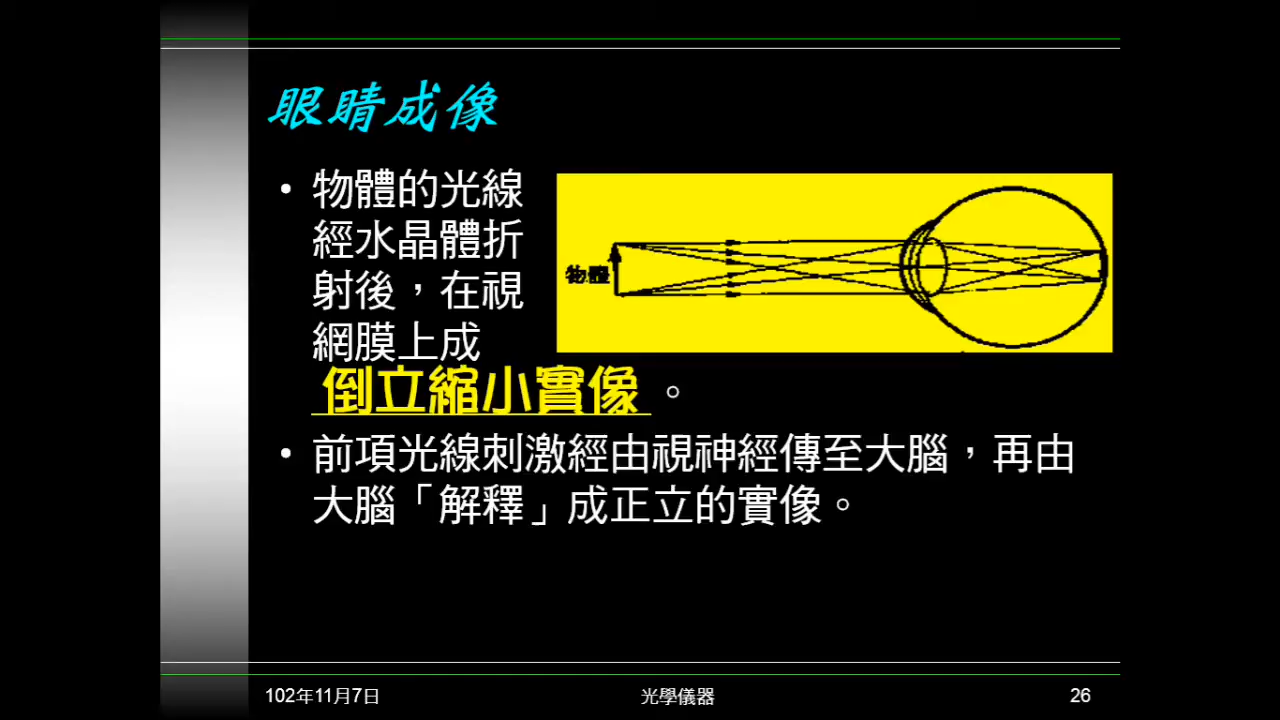 眼睛成像
• 物體的光線
經水晶體折
射後，在視
網膜上成
倒立縮小實像。
物體
• 前項光線刺激經由視神經傳至大腦，再由
大腦「解釋」成正立的實像。
102年11月7日
光學儀器
26